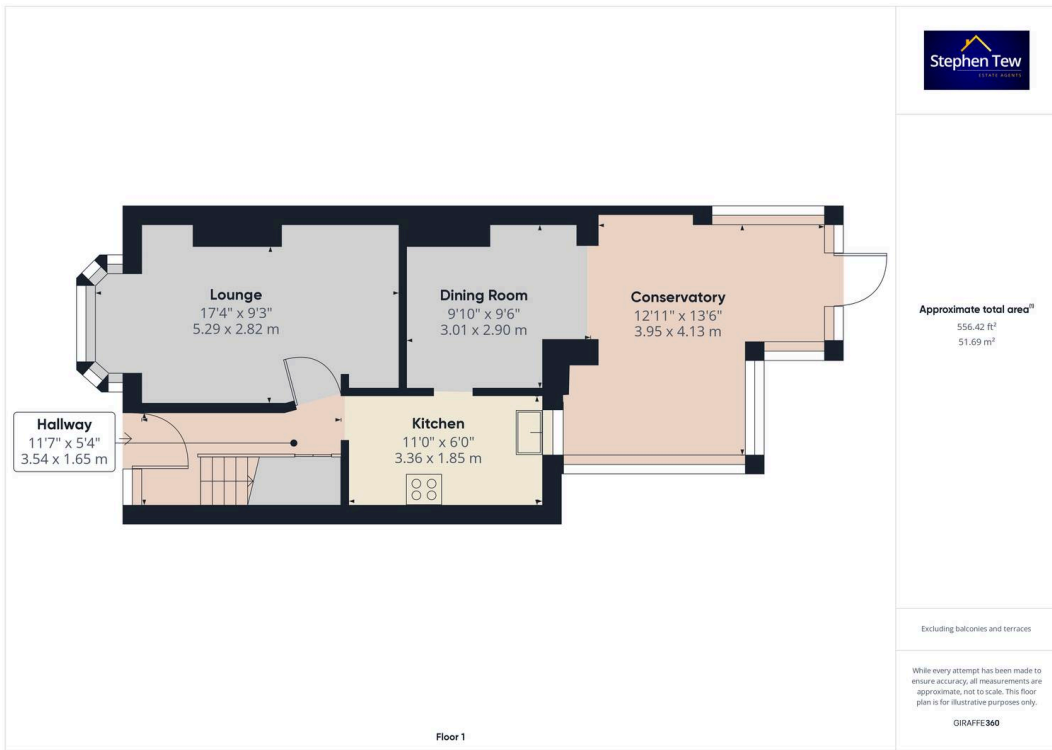 Stephen Tew
ESTATE AGENTS
Approximate total area⁽¹⁾
556.42 ft²
51.69 m²
Lounge
17'4" x 9'3"
5.29 x 2.82 m
Dining Room
9'10" x 9'6"
3.01 x 2.90 m
Conservatory
12'11" x 13'6"
3.95 x 4.13 m
Hallway
11'7" x 5'4"
3.54 x 1.65 m
Kitchen
11'0" x 6'0"
3.36 x 1.85 m
Excluding balconies and terraces
While every attempt has been made to
ensure accuracy, all measurements are
approximate, not to scale. This floor
plan is for illustrative purposes only.
GIRAFFE360
Floor 1